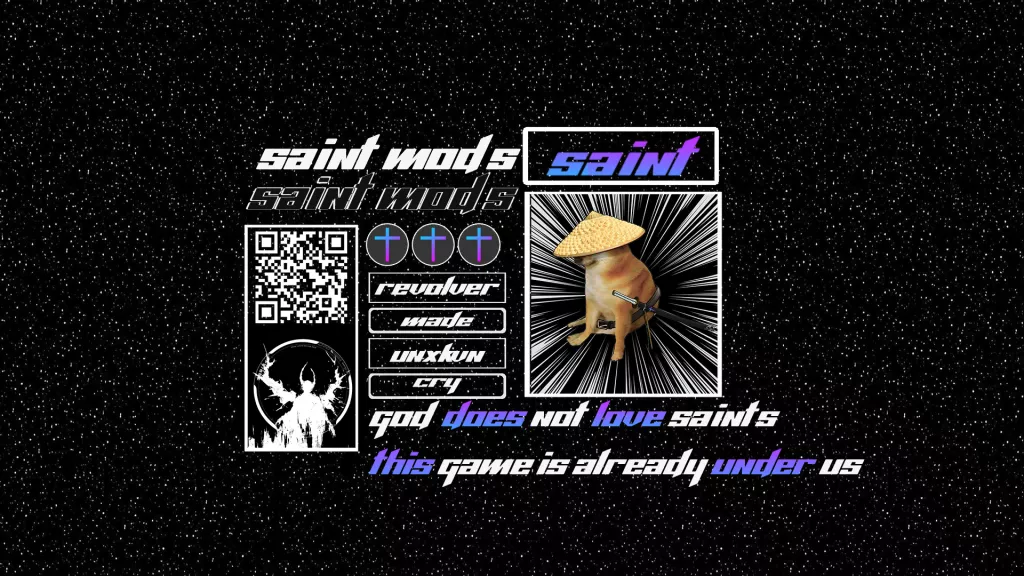 saint mods
saint
saint mods
revolver
made
unxkvn
cry
god does not love saints
this game is already under us